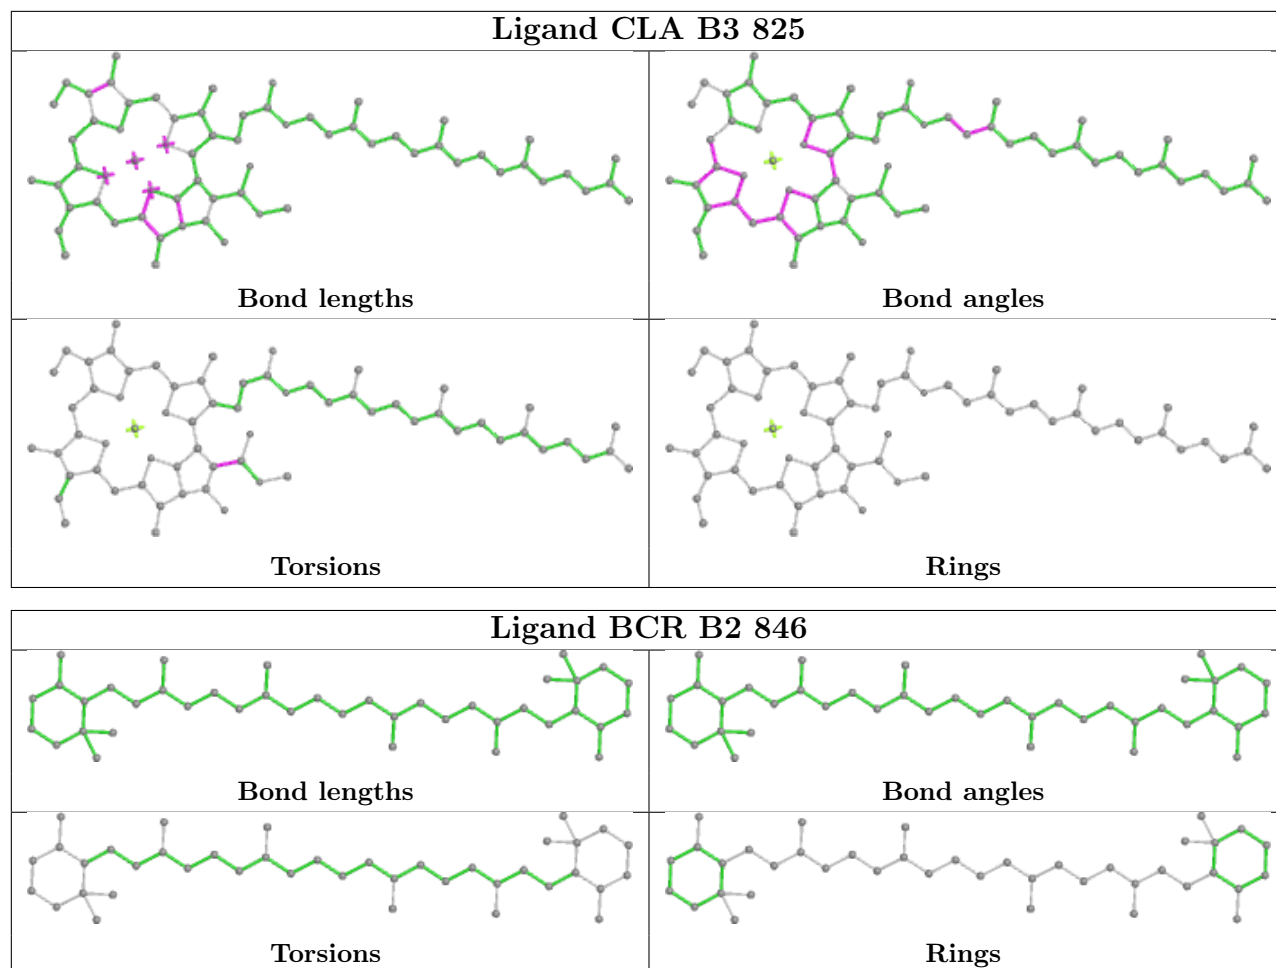 Ligand CLA B3 825
Bond lengths
Bond angles
Torsions
Rings
Ligand BCR B2 846
Bond lengths
Bond angles
Torsions
Rings